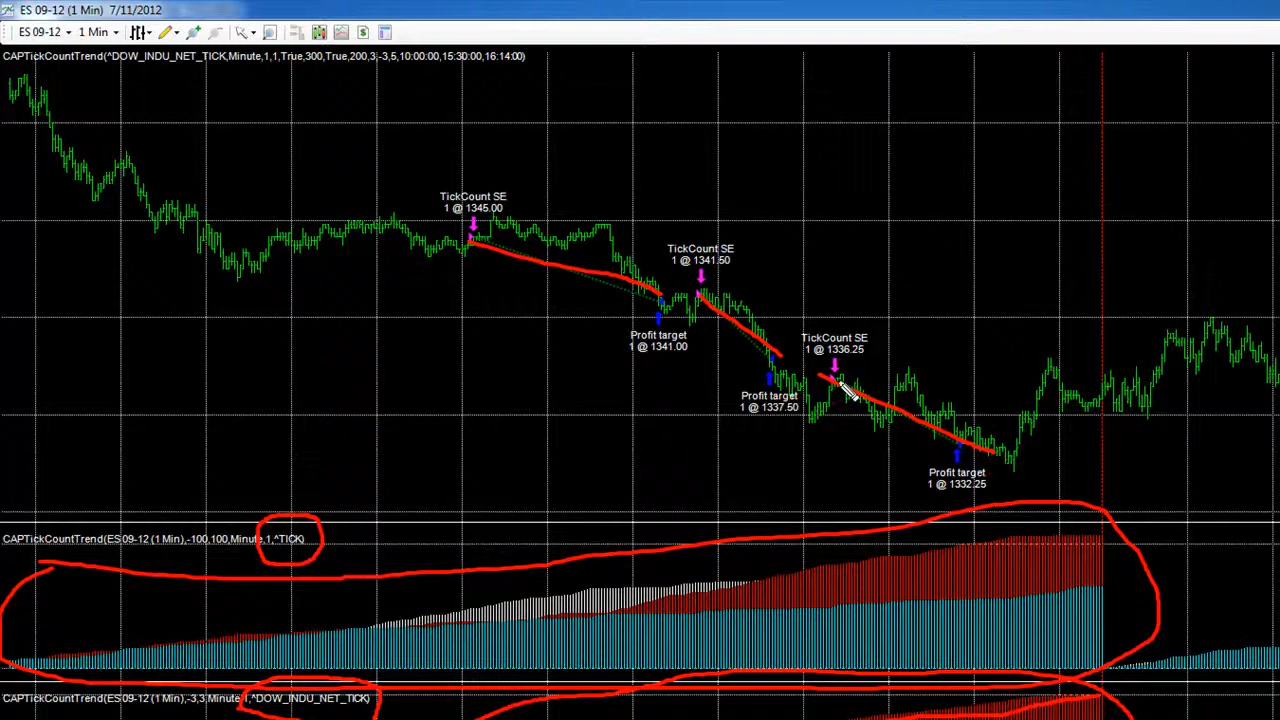 ES 09-12 (1 Min) 7/11/2012
ES 09-12 1 Min
CAPTickCountTrend(^DOW_INDU_NET_TICK,Minute,1,1,True,300,True,200,3,-3,5,10:00:00,15:30:00,16:14:00)
TickCount SE
1 @ 1345.00
TickCount SE
1 @ 1341.50
Profit target
1 @ 1341.00
TickCount SE
1 @ 1336.25
Profit target
1 @ 1337.50
Profit target
1 @ 1332.25
CAPTickCountTrend(ES 09-12 (1 Min),-100,100,Minute,1,^TICK)
CAPTickCountTrend(ES 09-12 (1 Min),-3,3,Minute,1,^DOW_INDU_NET_TICK)